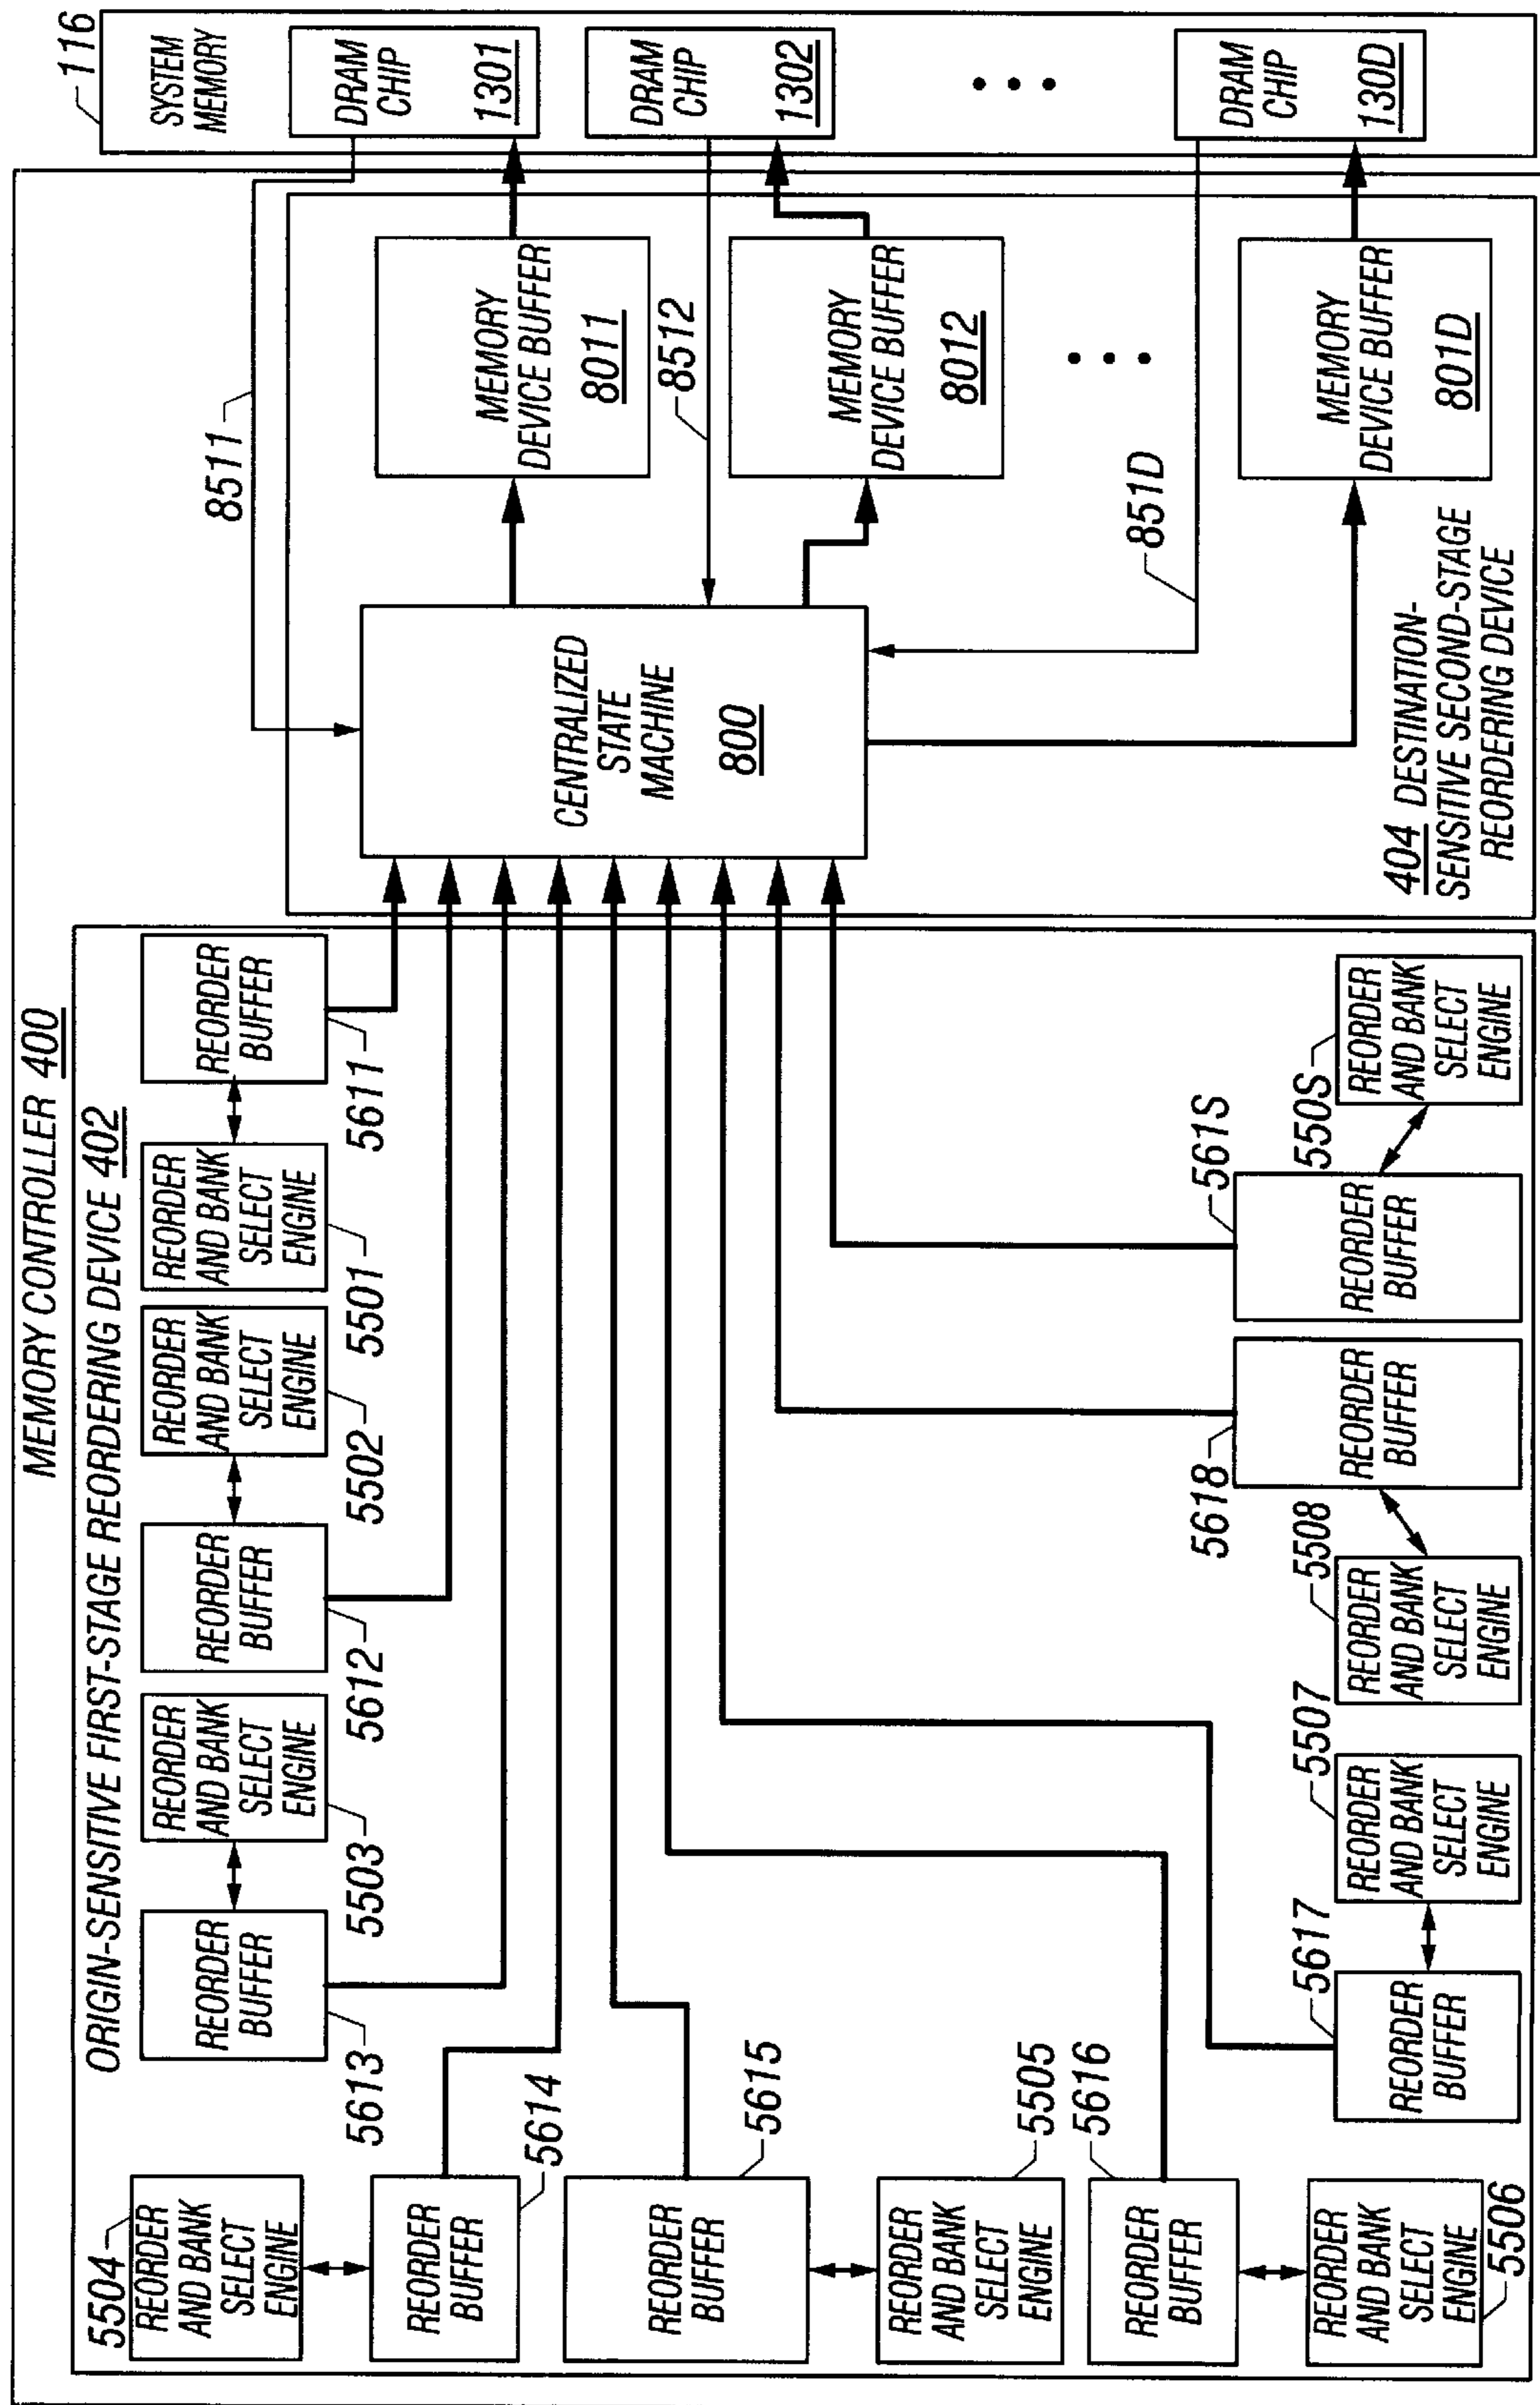 MEMORY CONTROLLER 400
ORIGIN-SENSITIVE FIRST-STAGE REORDERING DEVICE 402
5504
REORDER
AND BANK
SELECT
ENGINE
REORDER
BUFFER
5614
REORDER
BUFFER
5615
REORDER
AND BANK
SELECT
ENGINE
5505
REORDER
BUFFER
5616
REORDER
AND BANK
SELECT
ENGINE
5506
REORDER
BUFFER
5613
REORDER
AND BANK
SELECT
ENGINE
5503
REORDER
BUFFER
5612
REORDER
AND BANK
SELECT
ENGINE
5502
REORDER
AND BANK
SELECT
ENGINE
5501
REORDER
BUFFER
5611
5617
REORDER
BUFFER
5507
REORDER
AND BANK
SELECT
ENGINE
5508
REORDER
AND BANK
SELECT
ENGINE
5618
REORDER
BUFFER
561S
REORDER
BUFFER
550S
REORDER
AND BANK
SELECT
ENGINE
CENTRALIZED
STATE
MACHINE
800
404 DESTINATION-
SENSITIVE SECOND-STAGE
REORDERING DEVICE
8511
MEMORY
DEVICE BUFFER
8011
8512
MEMORY
DEVICE BUFFER
8012
851D
MEMORY
DEVICE BUFFER
801D
116
SYSTEM
MEMORY
DRAM
CHIP
1301
DRAM
CHIP
1302
DRAM
CHIP
130D